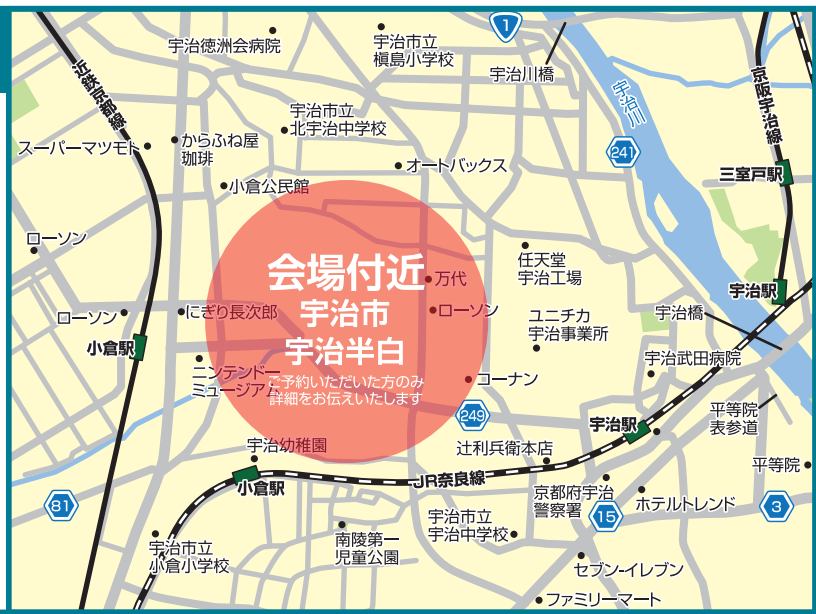 1
宇治徳洲会病院
宇治市立
槇島小学校
宇治川橋
近鉄京都線
宇治川
京阪宇治線
宇治市立
北宇治中学校
スーパーマツモト
からふね屋
珈琲
オートバックス
241
三室戸駅
小倉公民館
ローソン
会場付近
宇治市
宇治半白
ご予約いただいた方のみ
詳細をお伝えいたします
万代
ローソン
任天堂
宇治工場
宇治駅
ローソン
にぎり長次郎
ユニチカ
宇治事業所
宇治橋
小倉駅
宇治武田病院
ニンテンドー
ミュージアム
コーナン
249
宇治駅
平等院
表参道
宇治幼稚園
辻利兵衛本店
平等院
小倉駅
JR奈良線
京都府宇治
警察署
ホテルトレンド
81
15
3
宇治市立
小倉小学校
南陵第一
児童公園
宇治市立
宇治中学校
セブン-イレブン
ファミリーマート